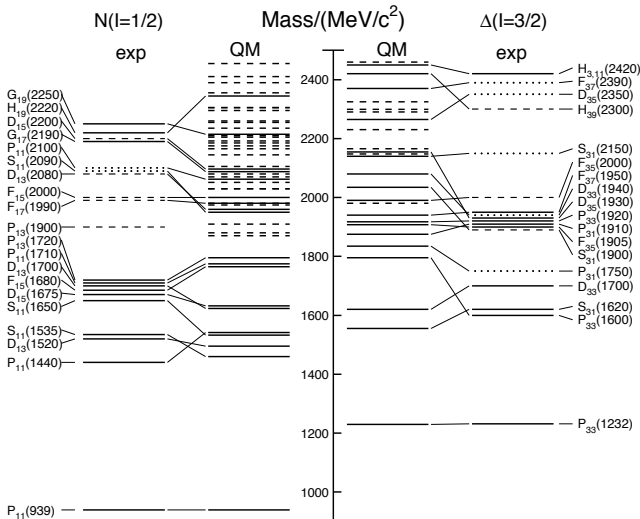 N(I=1/2) Mass/(MeV/c²) Δ(I=3/2)
exp QM QM exp
G₁₉(2250)
H₁₉(2220)
D₁₅(2200)
G₁₇(2190)
P₁₁(2100)
S₁₁(2090)
D₁₃(2080)
F₁₅(2000)
F₁₇(1990)
P₁₃(1900)
P₁₃(1720)
P₁₁(1710)
D₁₃(1700)
F₁₅(1680)
D₁₅(1675)
S₁₁(1650)
S₁₁(1535)
D₁₃(1520)
P₁₁(1440)
P₁₁(939)
2400
2200
2000
1800
1600
1400
1200
1000
H₃,₁₁(2420)
F₃₇(2390)
D₃₅(2350)
H₃₉(2300)
S₃₁(2150)
F₃₅(2000)
F₃₇(1950)
D₃₃(1940)
D₃₅(1930)
P₃₃(1920)
P₃₁(1910)
F₃₅(1905)
S₃₁(1900)
P₃₁(1750)
D₃₃(1700)
S₃₁(1620)
P₃₃(1600)
P₃₃(1232)